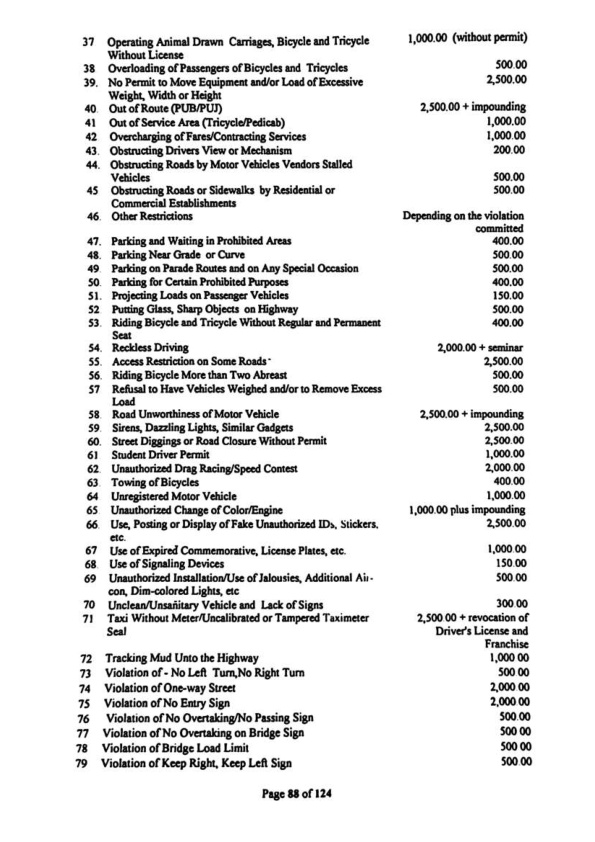 37 Operating Animal Drawn Carriages, Bicycle and Tricycle 1,000.00 (without permit)
Without License
38 Overloading of Passengers of Bicycles and Tricycles 500.00
39. No Permit to Move Equipment and/or Load of Excessive 2,500.00
Weight, Width or Height
40 Out of Route (PUB/PUJ) 2,500.00 + impounding
41 Out of Service Area (Tricycle/Pedicab) 1,000.00
42 Overcharging of Fares/Contracting Services 1,000.00
43. Obstructing Drivers View or Mechanism 200.00
44. Obstructing Roads by Motor Vehicles Vendors Stalled
Vehicles 500.00
45 Obstructing Roads or Sidewalks by Residential or 500.00
Commercial Establishments
46. Other Restrictions Depending on the violation
committed
47. Parking and Waiting in Prohibited Areas 400.00
48. Parking Near Grade or Curve 500.00
49. Parking on Parade Routes and on Any Special Occasion 500.00
50. Parking for Certain Prohibited Purposes 400.00
51. Projecting Loads on Passenger Vehicles 150.00
52 Putting Glass, Sharp Objects on Highway 500.00
53. Riding Bicycle and Tricycle Without Regular and Permanent 400.00
Seat
54. Reckless Driving 2,000.00 + seminar
55. Access Restriction on Some Roads 2,500.00
56. Riding Bicycle More than Two Abreast 500.00
57 Refusal to Have Vehicles Weighed and/or to Remove Excess 500.00
Load
58. Road Unworthiness of Motor Vehicle 2,500.00 + impounding
59. Sirens, Dazzling Lights, Similar Gadgets 2,500.00
60. Street Diggings or Road Closure Without Permit 2,500.00
61 Student Driver Permit 1,000.00
62. Unauthorized Drag Racing/Speed Contest 2,000.00
63. Towing of Bicycles 400.00
64 Unregistered Motor Vehicle 1,000.00
65. Unauthorized Change of Color/Engine 1,000.00 plus impounding
66. Use, Posting or Display of Fake Unauthorized IDs, Stickers, 2,500.00
etc.
67 Use of Expired Commemorative, License Plates, etc. 1,000.00
68. Use of Signaling Devices 150.00
69 Unauthorized Installation/Use of Jalousies, Additional Air- 500.00
con, Dim-colored Lights, etc
70 Unclean/Unsanitary Vehicle and Lack of Signs 300.00
71 Taxi Without Meter/Uncalibrated or Tampered Taximeter 2,500.00 + revocation of
Seal Driver's License and
Franchise
72 Tracking Mud Unto the Highway 1,000 00
73 Violation of - No Left Turn,No Right Turn 500 00
74 Violation of One-way Street 2,000 00
75 Violation of No Entry Sign 2,000 00
76 Violation of No Overtaking/No Passing Sign 500.00
77 Violation of No Overtaking on Bridge Sign 500 00
78 Violation of Bridge Load Limit 500 00
79 Violation of Keep Right, Keep Left Sign 500.00
Page 88 of 124